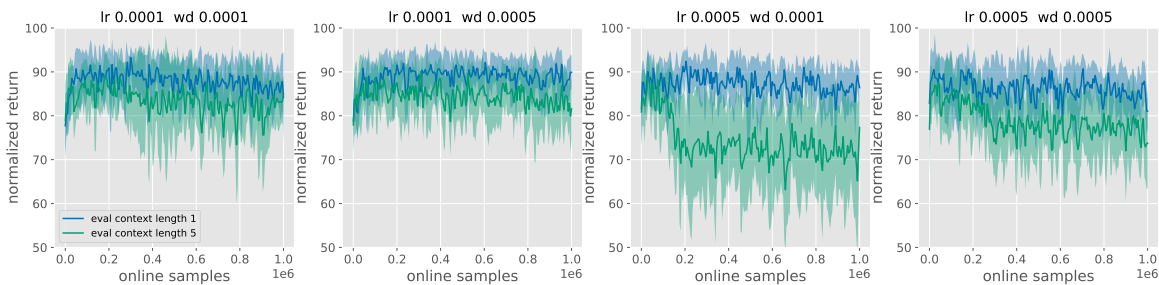 lr 0.0001  wd 0.0001
100
90
80
70
60
50
normalized return
eval context length 1
eval context length 5
0.0 0.2 0.4 0.6 0.8 1.0
1e6
online samples
lr 0.0001  wd 0.0005
100
90
80
70
60
50
normalized return
0.0 0.2 0.4 0.6 0.8 1.0
1e6
online samples
lr 0.0005  wd 0.0001
100
90
80
70
60
50
normalized return
0.0 0.2 0.4 0.6 0.8 1.0
1e6
online samples
lr 0.0005  wd 0.0005
100
90
80
70
60
50
normalized return
0.0 0.2 0.4 0.6 0.8 1.0
1e6
online samples